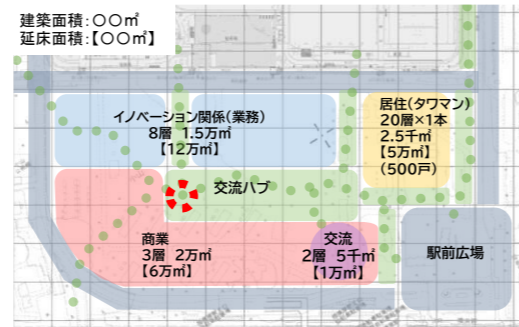 建築面積：〇〇㎡
延床面積：【〇〇㎡】
イノベーション関係（業務）
8層 1.5万㎡
【12万㎡】
居住（タワマン）
20層×1本
2.5千㎡
【5万㎡】
（500戸）
交流ハブ
商業
3層 2万㎡
【6万㎡】
交流
2層 5千㎡
【1万㎡】
駅前広場